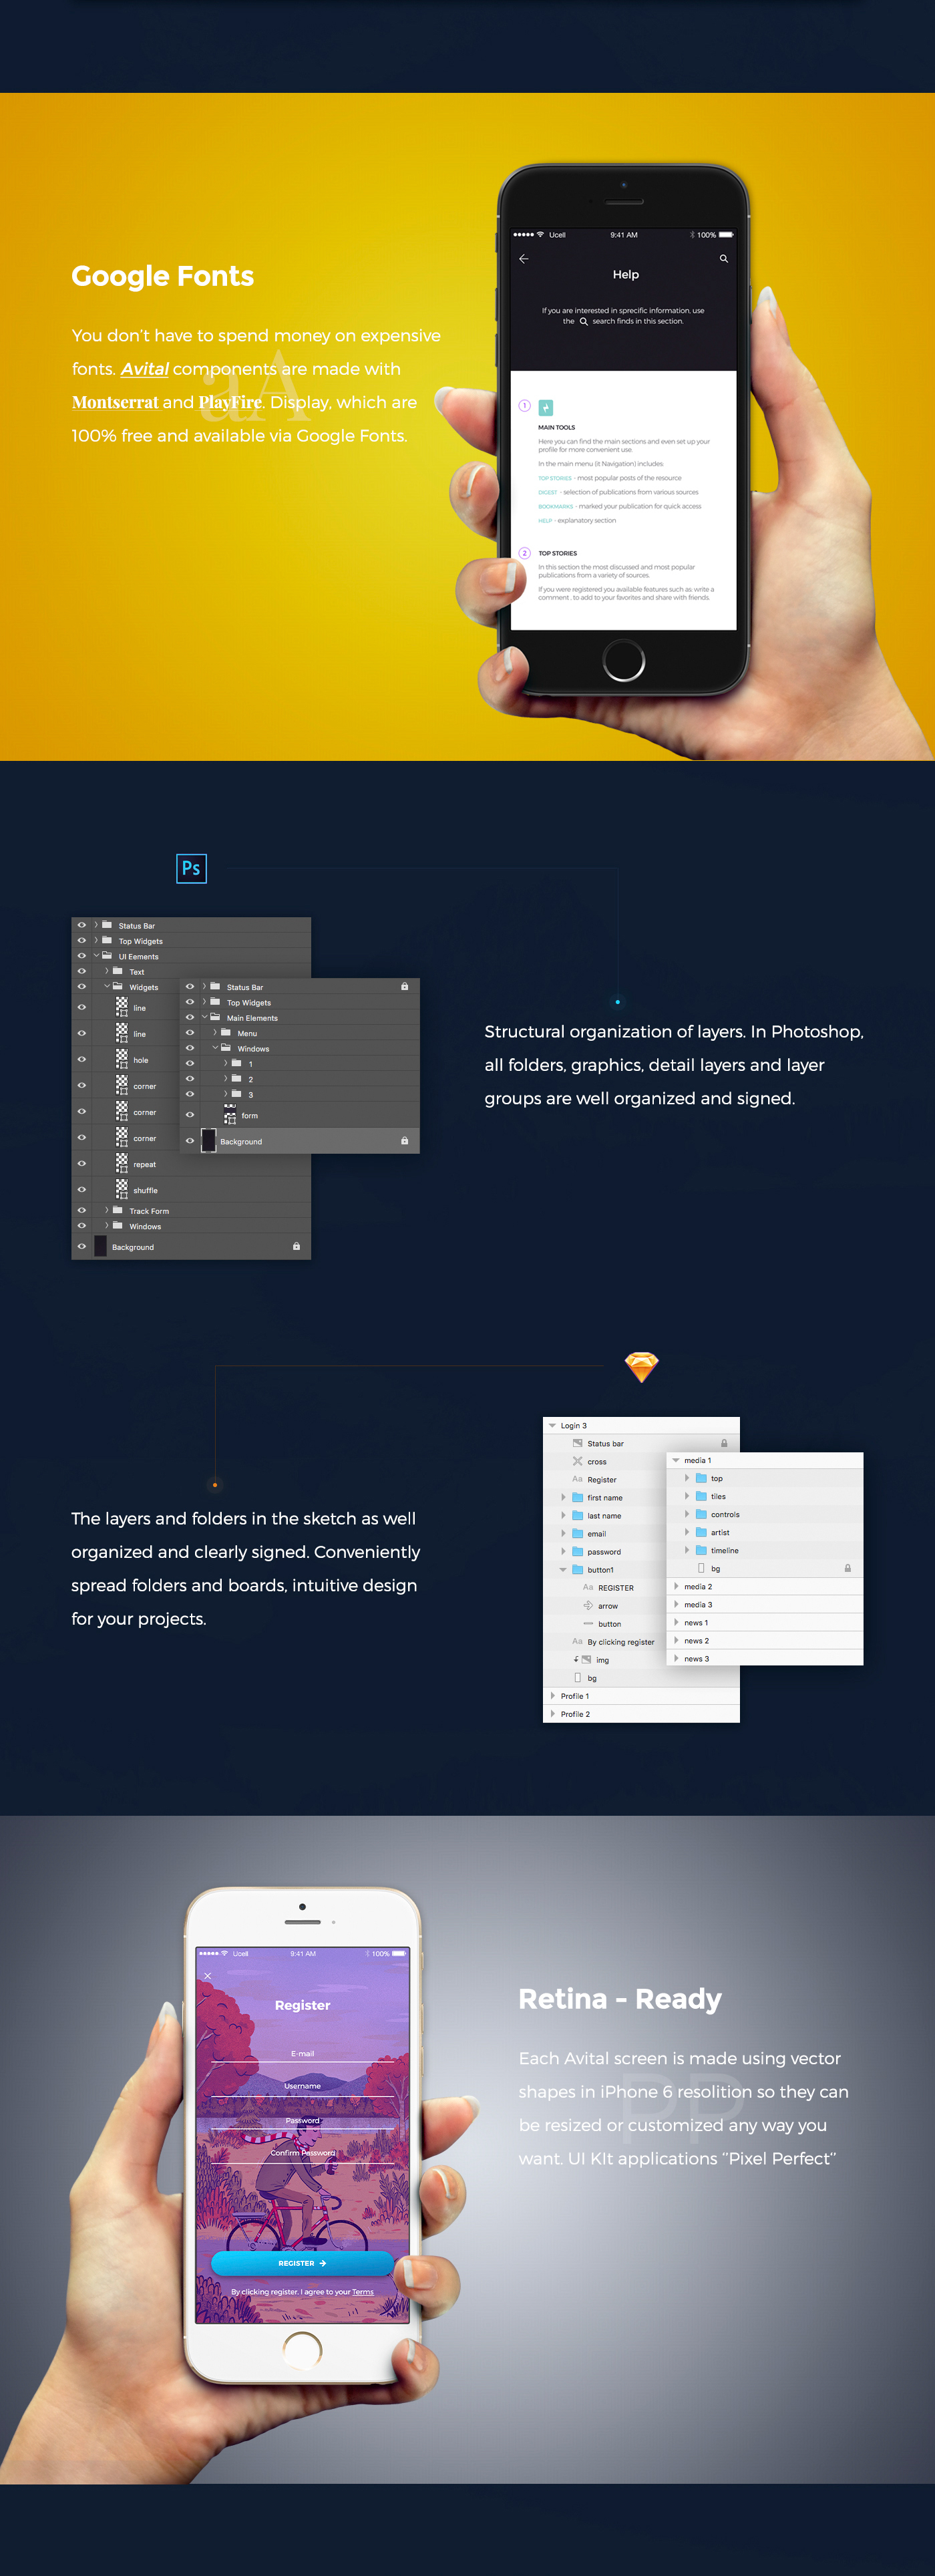 Google Fonts
You don't have to spend money on expensive
fonts. Avital components are made with
Montserrat and PlayFire. Display, which are
100% free and available via Google Fonts.
aA
Ucell 9:41 AM 100%
Help
If you are interested in sprecific information, use
the search finds in this section.
1
MAIN TOOLS
Here you can find the main sections and even set up your
profile for more convenient use.
In the main menu (it Navigation) includes:
TOP STORIES - most popular posts of the resource
DIGEST - selection of publications from various sources
BOOKMARKS - marked your publication for quick access
HELP - explanatory section
2 TOP STORIES
In this section the most discussed and most popular
publications from a variety of sources.
If you were registered you available features such as: write a
comment , to add to your favorites and share with friends.
Ps
Status Bar
Top Widgets
UI Eements
Text
Widgets
line
line
hole
corner
corner
corner
repeat
shuffle
Track Form
Windows
Background
Status Bar
Top Widgets
Main Elements
Menu
Windows
1
2
3
form
Background
Structural organization of layers. In Photoshop,
all folders, graphics, detail layers and layer
groups are well organized and signed.
The layers and folders in the sketch as well
organized and clearly signed. Conveniently
spread folders and boards, intuitive design
for your projects.
Login 3
Status bar
cross
Aa Register
first name
last name
email
password
button1
Aa REGISTER
arrow
button
Aa By clicking register
img
bg
Profile 1
Profile 2
media 1
top
tiles
controls
artist
timeline
bg
media 2
media 3
news 1
news 2
news 3
Ucell 9:41 AM 100%
Register
E-mail
Username
Password
Confirm Password
REGISTER
By clicking register. I agree to your Terms
Retina - Ready
Each Avital screen is made using vector
shapes in iPhone 6 resolition so they can
be resized or customized any way you
want. UI KIt applications ‘’Pixel Perfect‘’
PP